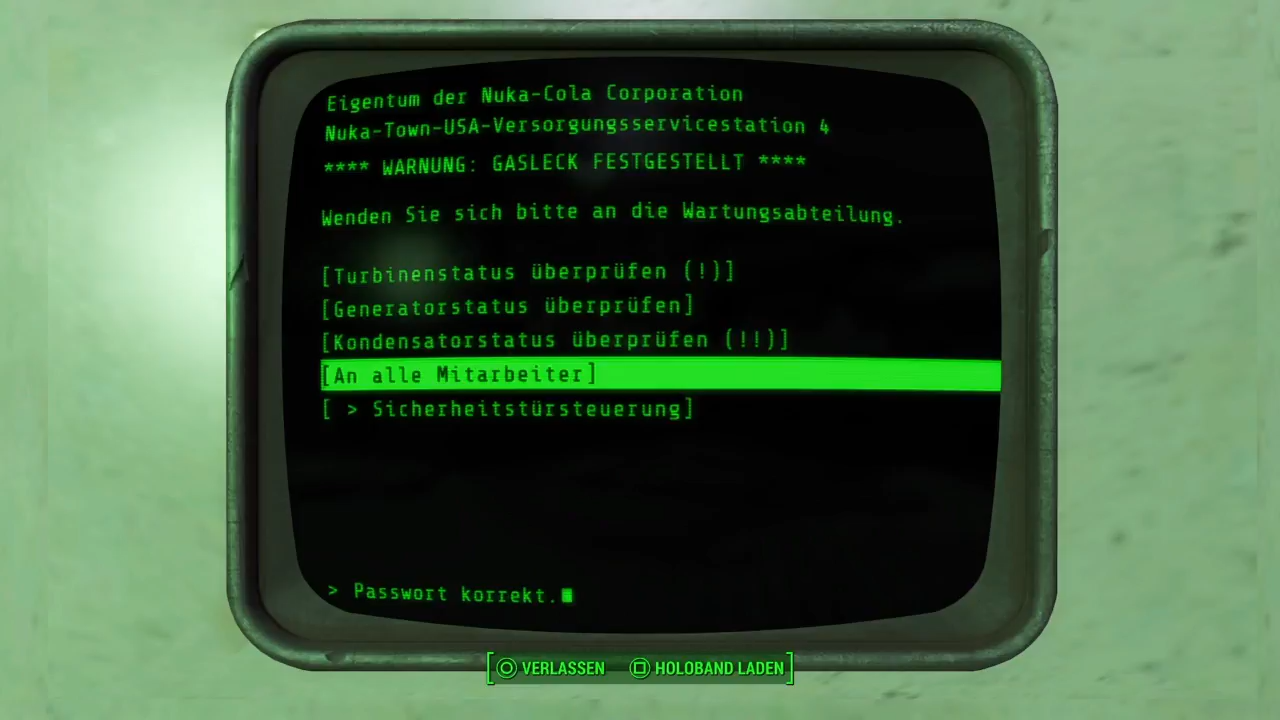 Eigentum der Nuka-Cola Corporation
Nuka-Town-USA-Versorgungsservicestation 4
**** WARNUNG: GASLECK FESTGESTELLT ****
Wenden Sie sich bitte an die Wartungsabteilung.
[Turbinenstatus überprüfen (!)]
[Generatorstatus überprüfen]
[Kondensatorstatus überprüfen (!!)]
[An alle Mitarbeiter]
[ > Sicherheitstürsteuerung]
> Passwort korrekt.
VERLASSEN HOLOBAND LADEN